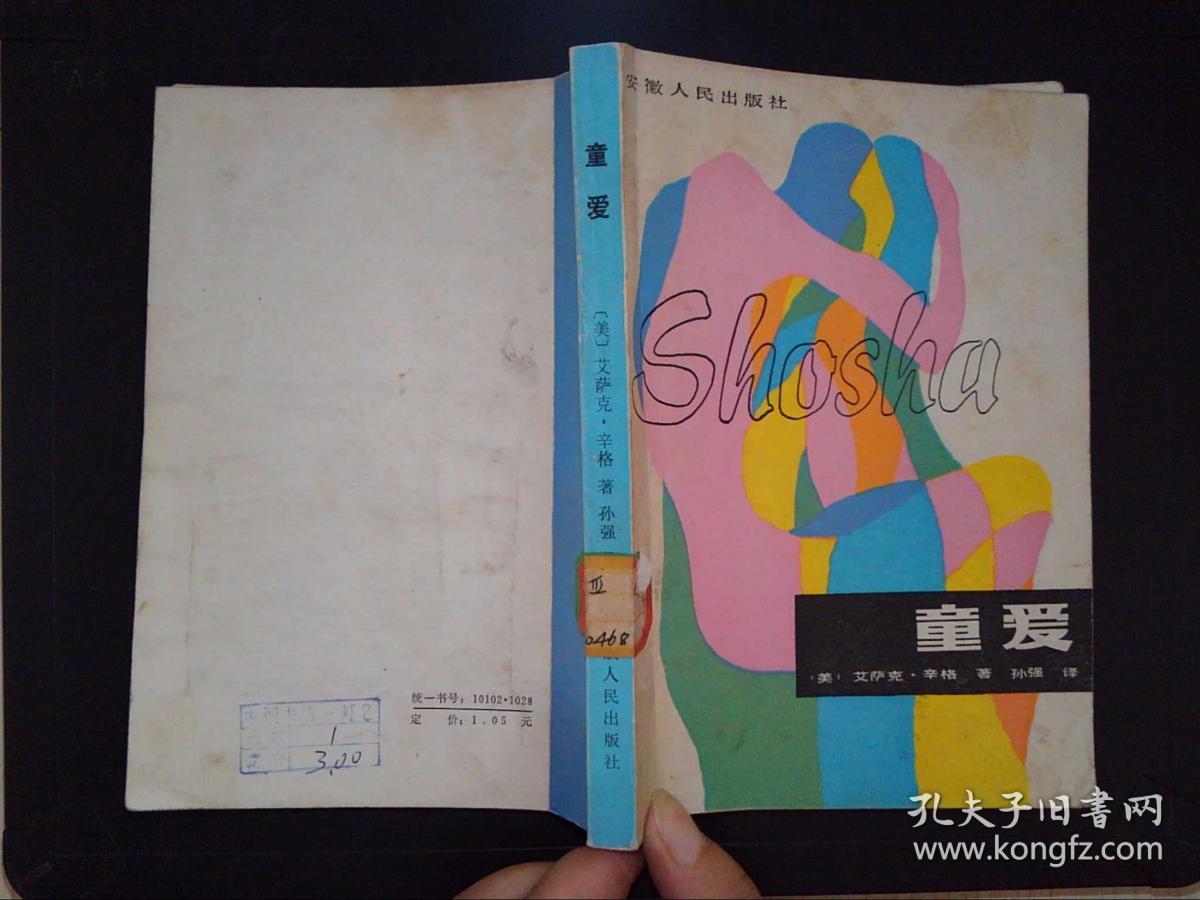 安徽人民出版社
Shosha
童爱
〔美〕艾萨克·辛格 著 孙强 译
童爱
〔美〕艾萨克·辛格 著 孙强
人民出版社
III
0468
统一书号：10102·1028
定 价：1.05 元
1
3.00
孔夫子旧书网
www.kongfz.com